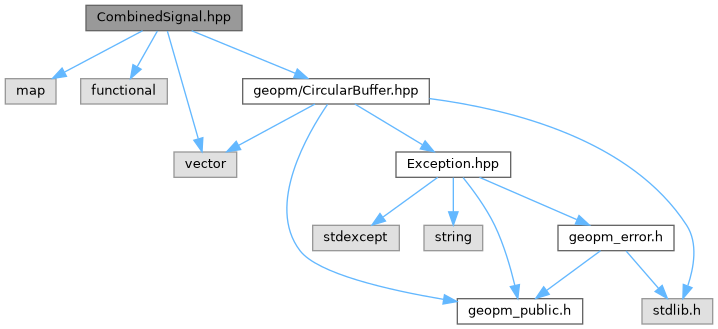 CombinedSignal.hpp
map
functional
geopm/CircularBuffer.hpp
vector
Exception.hpp
stdexcept
string
geopm_error.h
geopm_public.h
stdlib.h